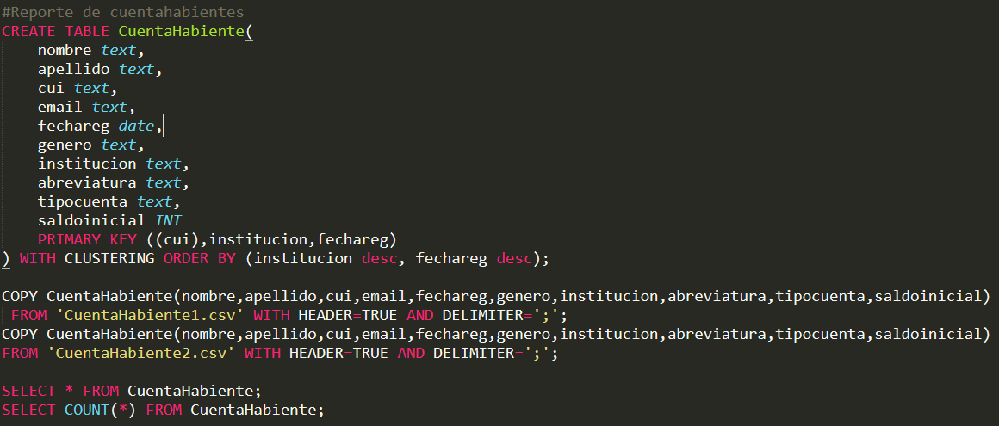 #Reporte de cuentahabientes
CREATE TABLE CuentaHabiente(
    nombre text,
    apellido text,
    cui text,
    email text,
    fechareg date,
    genero text,
    institucion text,
    abreviatura text,
    tipocuenta text,
    saldoinicial INT
    PRIMARY KEY ((cui),institucion,fechareg)
) WITH CLUSTERING ORDER BY (institucion desc, fechareg desc);

COPY CuentaHabiente(nombre,apellido,cui,email,fechareg,genero,institucion,abreviatura,tipocuenta,saldoinicial)
 FROM 'CuentaHabiente1.csv' WITH HEADER=TRUE AND DELIMITER=';';
COPY CuentaHabiente(nombre,apellido,cui,email,fechareg,genero,institucion,abreviatura,tipocuenta,saldoinicial)
FROM 'CuentaHabiente2.csv' WITH HEADER=TRUE AND DELIMITER=';';

SELECT * FROM CuentaHabiente;
SELECT COUNT(*) FROM CuentaHabiente;